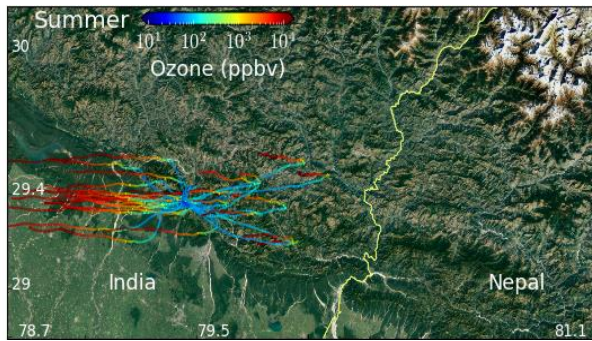 Summer
10¹ 10² 10³ 10⁴
Ozone (ppbv)
30
29.4
29
India
Nepal
78.7
79.5
81.1